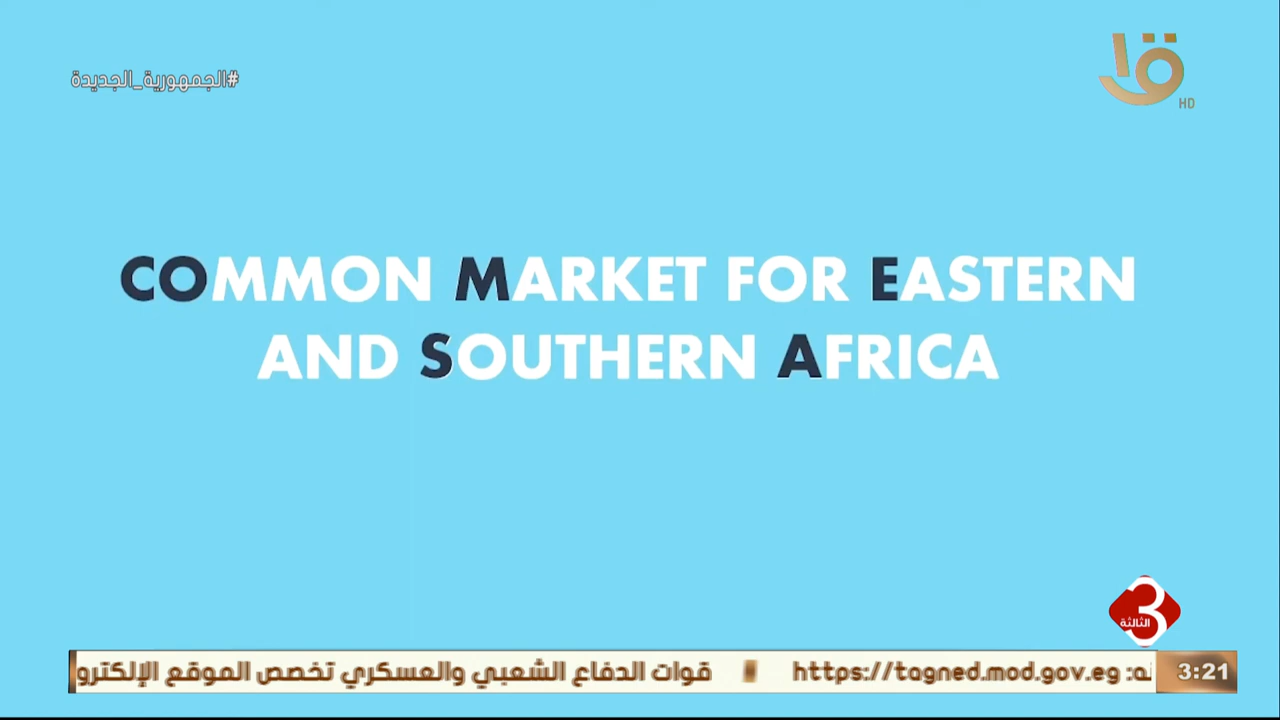 #الجمهورية_الجديدة
HD
COMMON MARKET FOR EASTERN
AND SOUTHERN AFRICA
3
الثالثة
https://tagned.mod.gov.eg قوات الدفاع الشعبي والعسكري تخصص الموقع
3:21